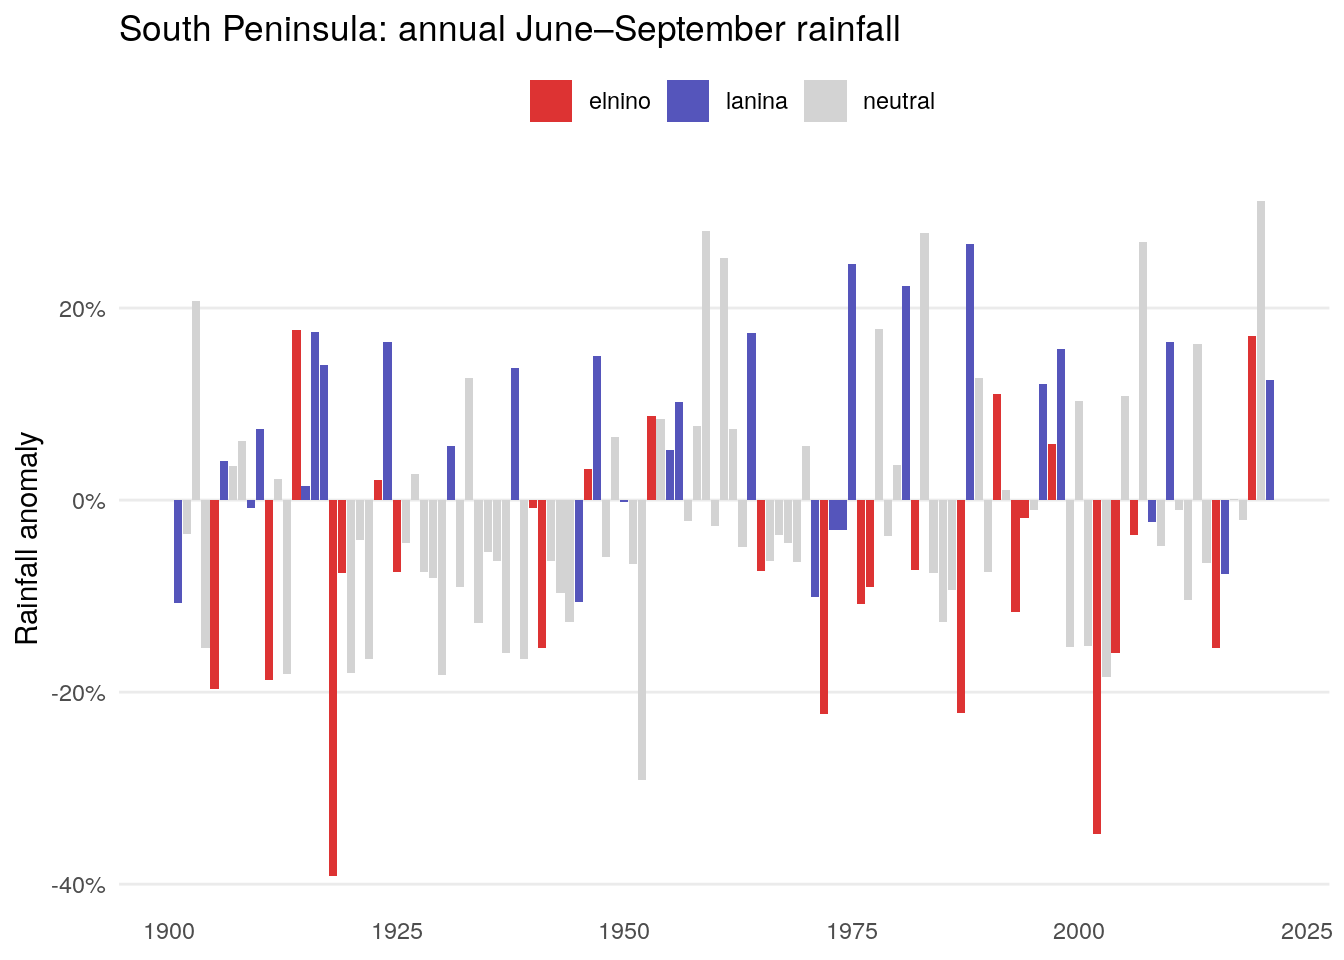 South Peninsula: annual June–September rainfall
elnino lanina neutral
Rainfall anomaly
20%
0%
-20%
-40%
1900 1925 1950 1975 2000 2025